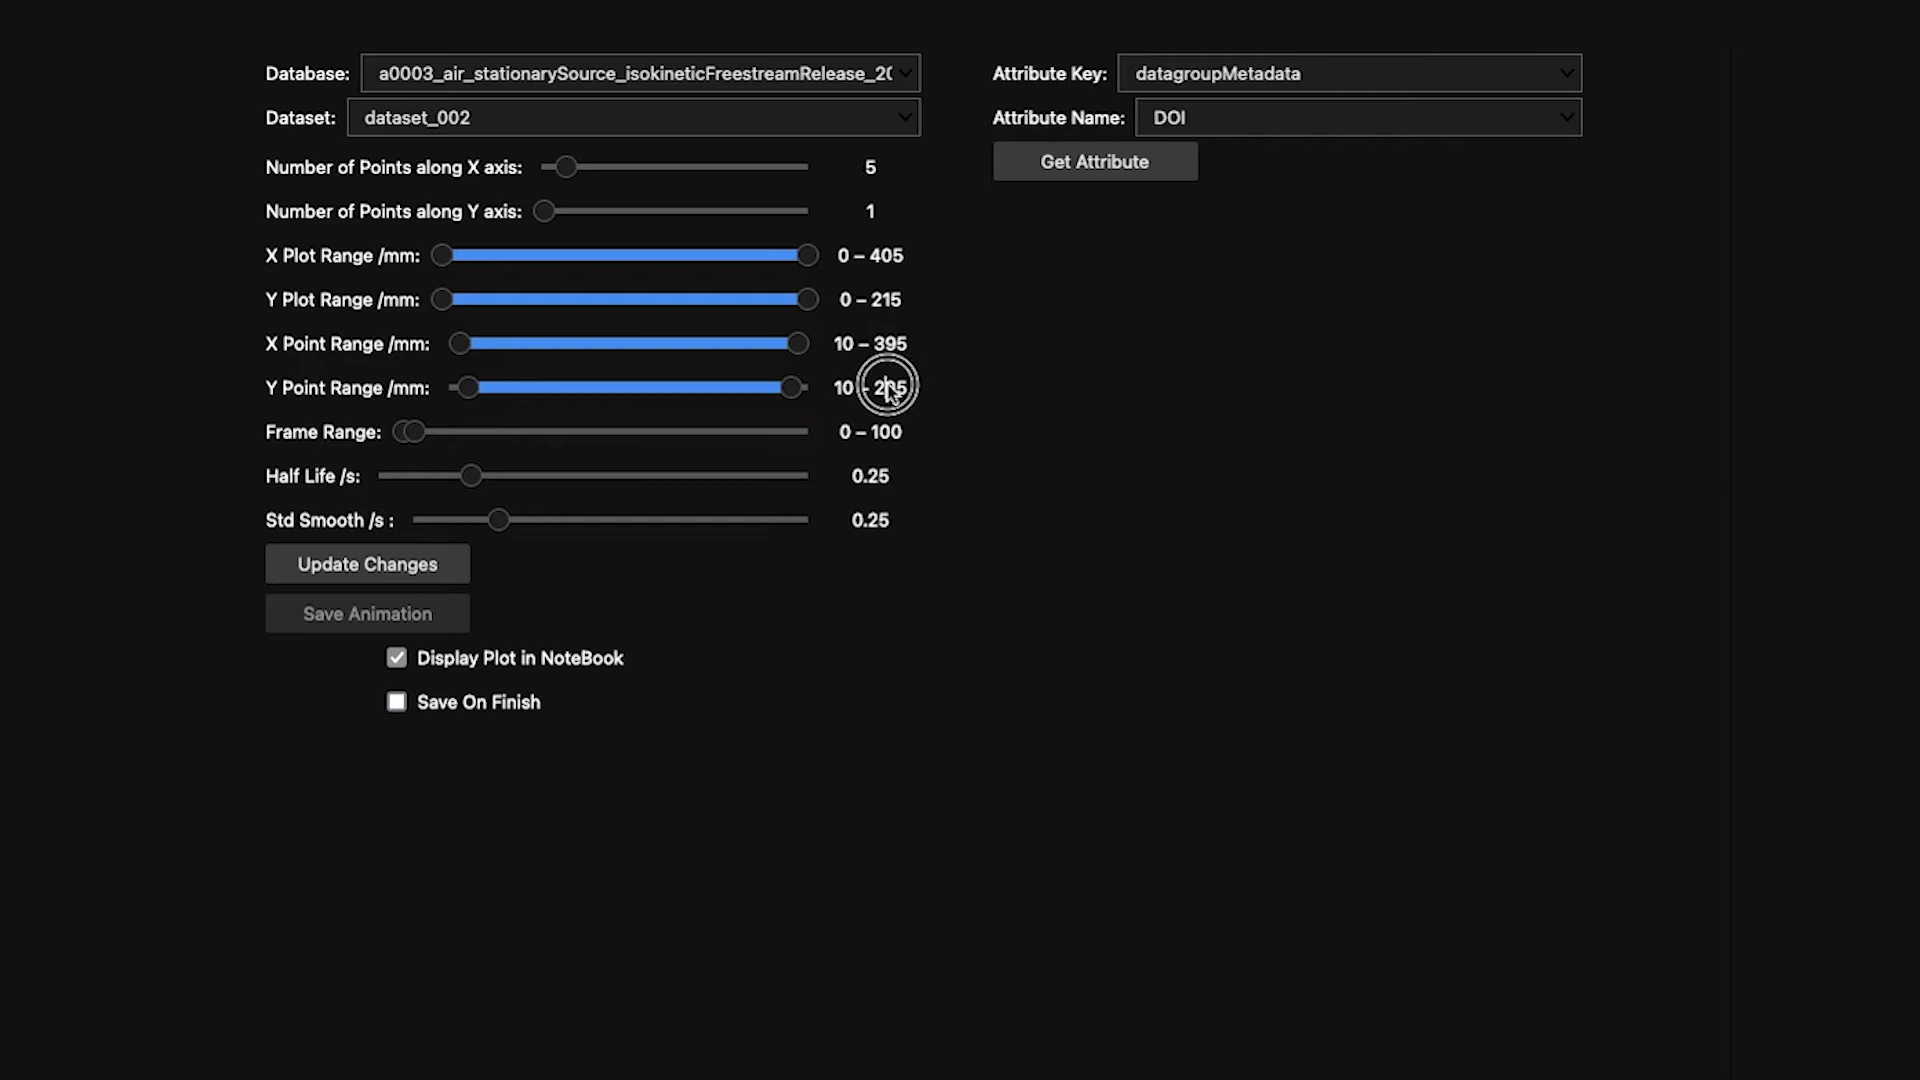 Database: a0003_air_stationarySource_isokineticFreestreamRelease_20
Dataset: dataset_002
Number of Points along X axis: 5
Number of Points along Y axis: 1
X Plot Range /mm: 0 – 405
Y Plot Range /mm: 0 – 215
X Point Range /mm: 10 – 395
Y Point Range /mm: 10 – 205
Frame Range: 0 – 100
Half Life /s: 0.25
Std Smooth /s : 0.25
Update Changes
Save Animation
Display Plot in NoteBook
Save On Finish
Attribute Key: datagroupMetadata
Attribute Name: DOI
Get Attribute